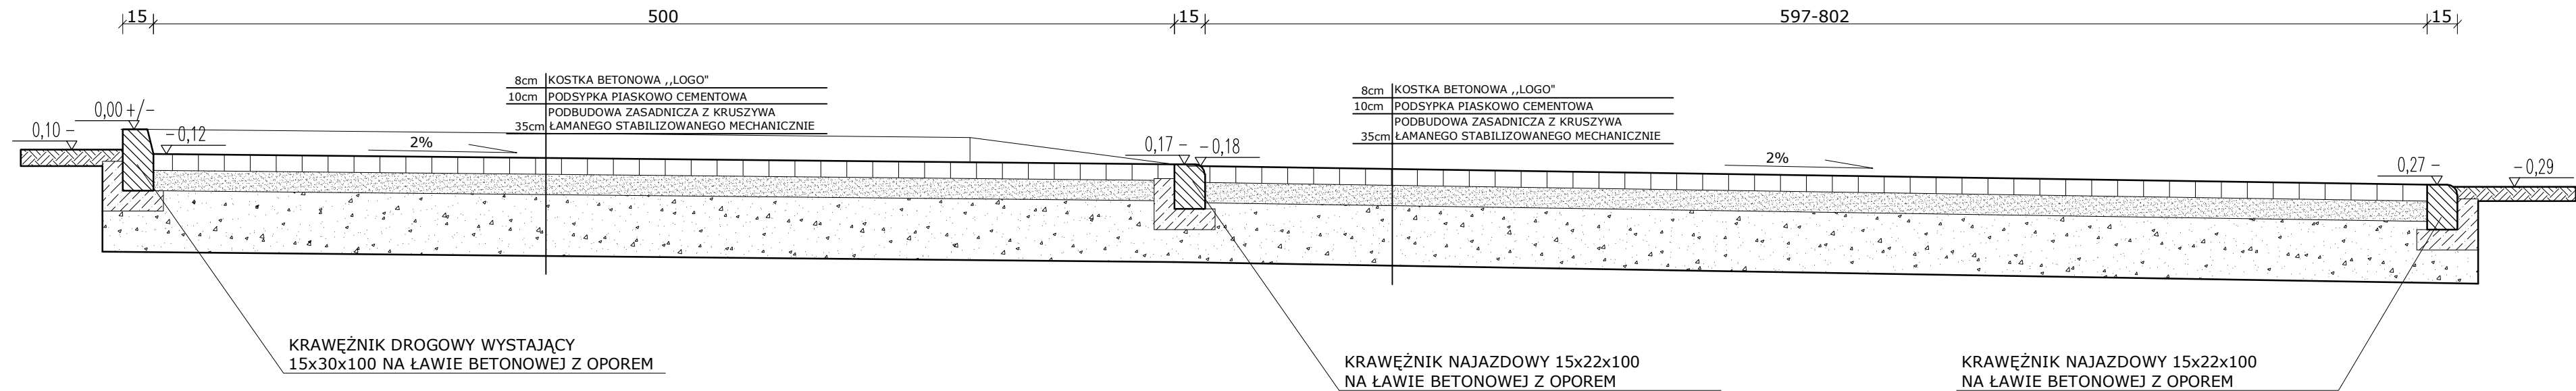 15 500 15 597-802 15
8cm KOSTKA BETONOWA ,,LOGO"
10cm PODSYPKA PIASKOWO CEMENTOWA
PODBUDOWA ZASADNICZA Z KRUSZYWA
35cm ŁAMANEGO STABILIZOWANEGO MECHANICZNIE
8cm KOSTKA BETONOWA ,,LOGO"
10cm PODSYPKA PIASKOWO CEMENTOWA
PODBUDOWA ZASADNICZA Z KRUSZYWA
35cm ŁAMANEGO STABILIZOWANEGO MECHANICZNIE
0,10 -
0,00 +/-
-0,12
2%
0,17 -
-0,18
2%
0,27 -
-0,29
KRAWĘŻNIK DROGOWY WYSTAJĄCY
15x30x100 NA ŁAWIE BETONOWEJ Z OPOREM
KRAWĘŻNIK NAJAZDOWY 15x22x100
NA ŁAWIE BETONOWEJ Z OPOREM
KRAWĘŻNIK NAJAZDOWY 15x22x100
NA ŁAWIE BETONOWEJ Z OPOREM